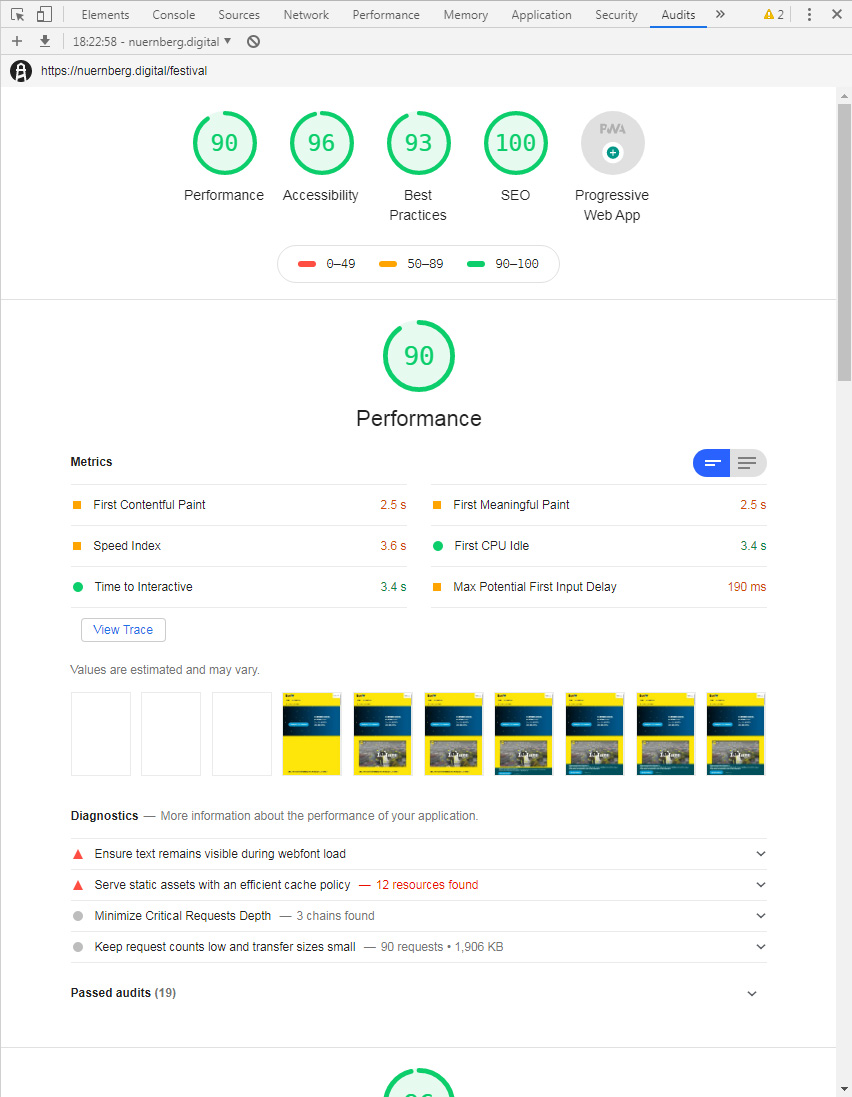 Elements Console Sources Network Performance Memory Application Security Audits » 2
18:22:58 - nuernberg.digital
https://nuernberg.digital/festival
90 96 93 100 PWA
Performance Accessibility Best Practices SEO Progressive Web App
0–49 50–89 90–100
90
Performance
Metrics
First Contentful Paint 2.5 s
First Meaningful Paint 2.5 s
Speed Index 3.6 s
First CPU Idle 3.4 s
Time to Interactive 3.4 s
Max Potential First Input Delay 190 ms
View Trace
Values are estimated and may vary.
Diagnostics — More information about the performance of your application.
Ensure text remains visible during webfont load
Serve static assets with an efficient cache policy — 12 resources found
Minimize Critical Requests Depth — 3 chains found
Keep request counts low and transfer sizes small — 90 requests • 1,906 KB
Passed audits (19)
96